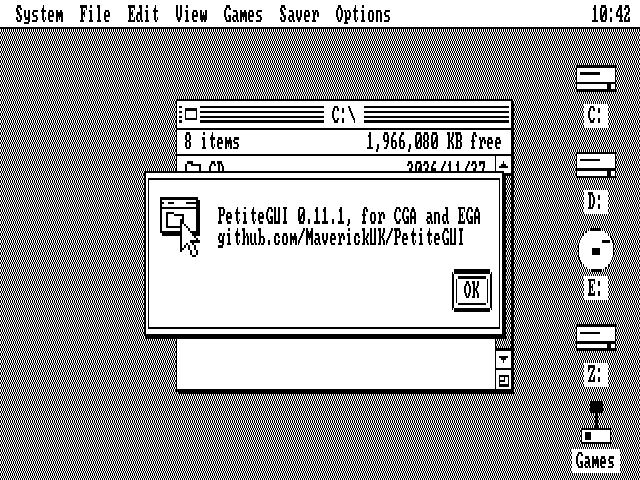 System File Edit View Games Saver Options 10:42
C:\
8 items 1,966,080 KB free
CD
PetiteGUI 0.11.1, for CGA and EGA
github.com/MaverickUK/PetiteGUI
OK
C:
D:
E:
Z:
Games